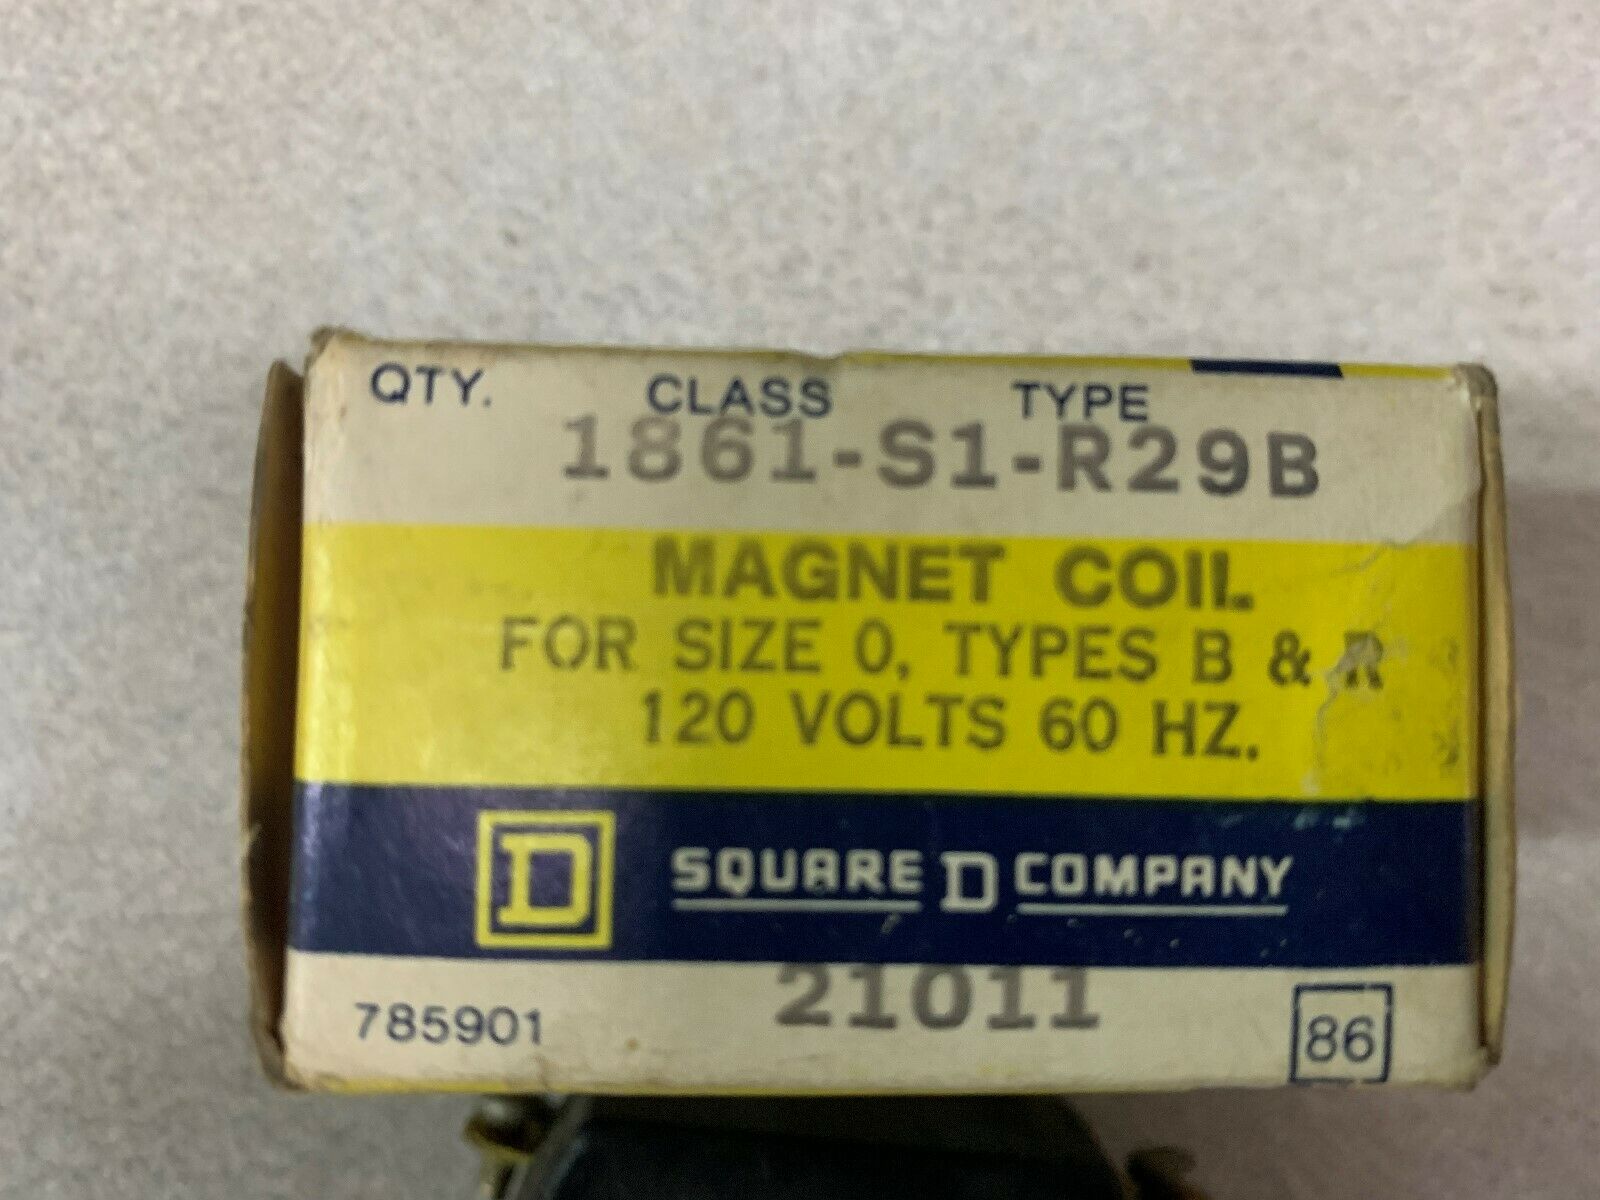 QTY. CLASS TYPE
1861-S1-R29B
MAGNET COIL
FOR SIZE 0, TYPES B & R
120 VOLTS 60 HZ.
D SQUARE D COMPANY
21011
785901 86